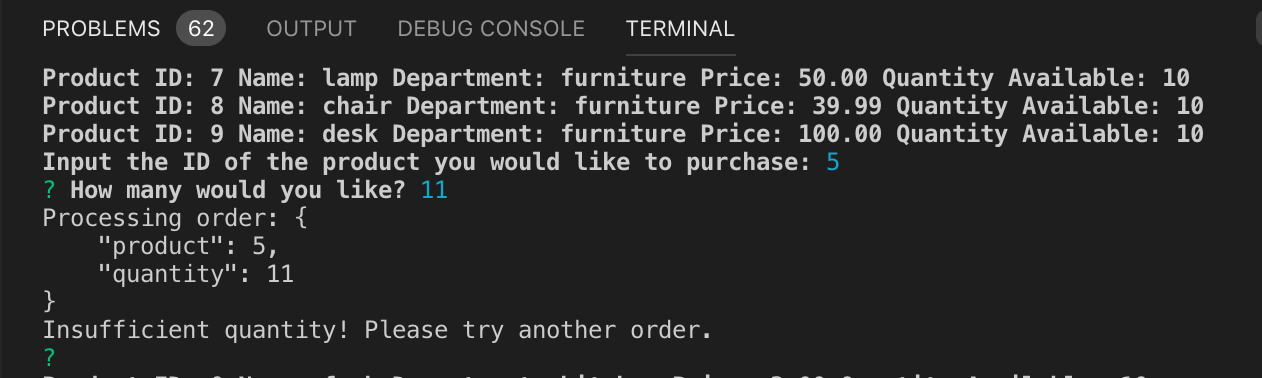 PROBLEMS 62 OUTPUT DEBUG CONSOLE TERMINAL
Product ID: 7 Name: lamp Department: furniture Price: 50.00 Quantity Available: 10
Product ID: 8 Name: chair Department: furniture Price: 39.99 Quantity Available: 10
Product ID: 9 Name: desk Department: furniture Price: 100.00 Quantity Available: 10
Input the ID of the product you would like to purchase: 5
? How many would you like? 11
Processing order: {
    "product": 5,
    "quantity": 11
}
Insufficient quantity! Please try another order.
?